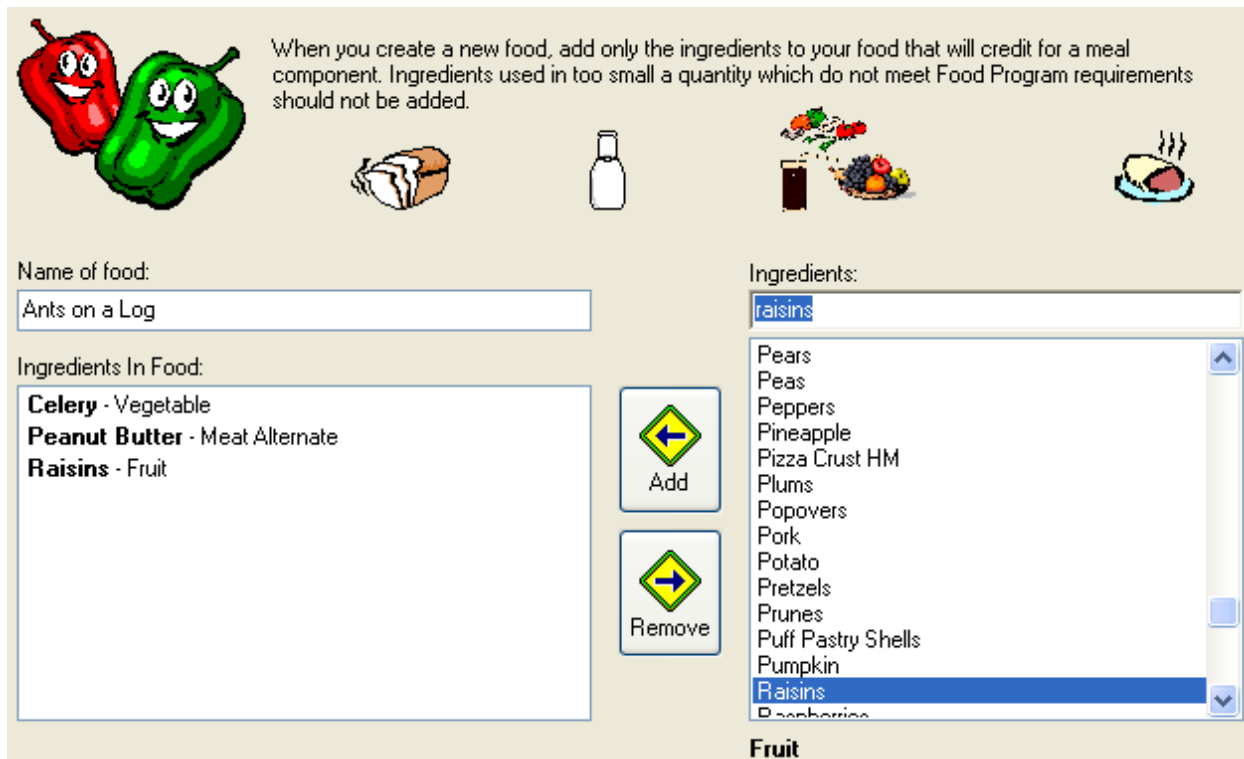 When you create a new food, add only the ingredients to your food that will credit for a meal
component. Ingredients used in too small a quantity which do not meet Food Program requirements
should not be added.
Name of food:
Ants on a Log
Ingredients In Food:
Celery - Vegetable
Peanut Butter - Meat Alternate
Raisins - Fruit
Add
Remove
Ingredients:
raisins
Pears
Peas
Peppers
Pineapple
Pizza Crust HM
Plums
Popovers
Pork
Potato
Pretzels
Prunes
Puff Pastry Shells
Pumpkin
Raisins
Raspberries
Fruit